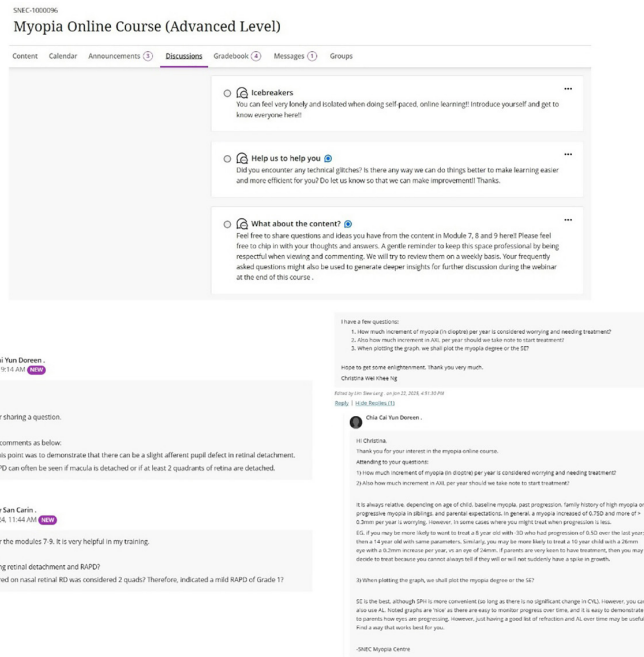 SNEC-1000096
Myopia Online Course (Advanced Level)
Content Calendar Announcements 5 Discussions Gradebook 4 Messages 1 Groups
Icebreakers
You can feel very lonely and isolated when doing self-paced, online learning!! Introduce yourself and get to
know everyone here!!
Help us to help you
Did you encounter any technical glitches? Is there any way we can do things better to make learning easier
and more efficient for you? Do let us know so that we can make improvement!! Thanks.
What about the content?
Feel free to share questions and ideas you have from the content in Module 7, 8 and 9 here!! Please feel
free to chip in with your thoughts and answers. A gentle reminder to keep this space professional by being
respectful when viewing and commenting. We will try to review them on a weekly basis. Your frequently
asked questions might also be used to generate deeper insights for further discussion during the webinar
at the end of this course .
ai Yun Doreen .
9:14 AM NEW
r sharing a question.
comments as below:
is point was to demonstrate that there can be a slight afferent pupil defect in retinal detachment.
PD can often be seen if macula is detached or if at least 2 quadrants of retina are detached.
San Carin .
24, 11:44 AM NEW
r the modules 7-9. It is very helpful in my training.
ng retinal detachment and RAPD?
red on nasal retinal RD was considered 2 quads? Therefore, indicated a mild RAPD of Grade 1?
I have a few questions:
1. How much increment of myopia (in dioptre) per year is considered worrying and needing treatment?
2. Also how much increment in AXL per year should we take note to start treatment?
3. When plotting the graph, we shall plot the myopia degree or the SE?
Hope to get some enlightenment. Thank you very much.
Christina Wei Khee Ng
Reply | Hide Replies (1)
Chia Cai Yun Doreen .
Hi Christina,
Thank you for your interest in the myopia online course.
Attending to your questions:
1) How much increment of myopia (in dioptre) per year is considered worrying and needing treatment?
2) Also how much increment in AXL per year should we take note to start treatment?
It is always relative, depending on age of child, baseline myopia, past progression, family history of high myopia or
progressive myopia in siblings, and parental expectations. In general, a myopia increased of 0.75D and more of >
0.3mm per year is worrying. However, in some cases where you might treat when progression is less.
EG, if you may be more likely to treat a 8 year old with -3D who had progression of 0.5D over the last year,
then a 14 year old with same parameters. Similarly, you may be more likely to treat a 10 year child with a 26mm
eye with a 0.2mm increase per year, vs an eye of 24mm. If parents are very keen to have treatment, then you may
decide to treat because you cannot always tell if they will or will not suddenly have a spike in growth.
3) When plotting the graph, we shall plot the myopia degree or the SE?
SE is the best, although SPH is more convenient (so long as there is no significant change in CYL). However, you can
also use AL. Noted graphs are 'nice' as there are easy to monitor progress over time, and it is easy to demonstrate
to parents how eyes are progressing. However, just having a good list of refraction and AL over time may be useful.
Find a way that works best for you.
-SNEC Myopia Centre